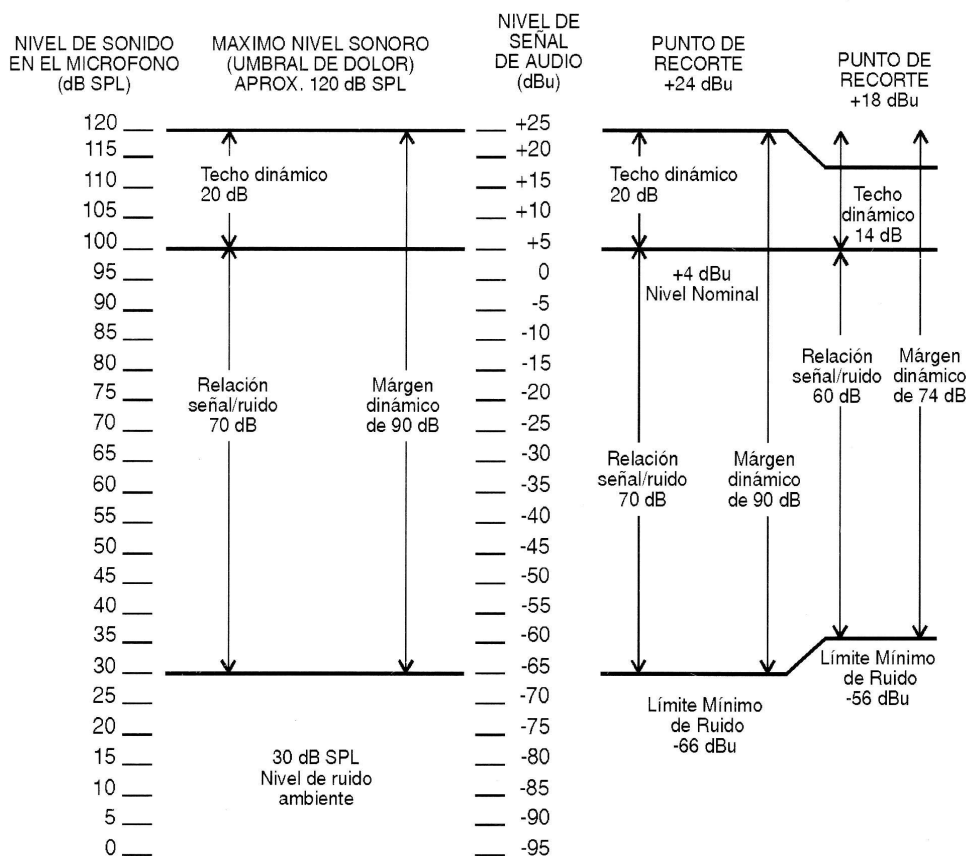 NIVEL DE SONIDO
EN EL MICROFONO
(dB SPL)
MAXIMO NIVEL SONORO
(UMBRAL DE DOLOR)
APROX. 120 dB SPL
NIVEL DE
SEÑAL
DE AUDIO
(dBu)
PUNTO DE
RECORTE
+24 dBu
PUNTO DE
RECORTE
+18 dBu
120
115
110
105
100
95
90
85
80
75
70
65
60
55
50
45
40
35
30
25
20
15
10
5
0
Techo dinámico
20 dB
Relación
señal/ruido
70 dB
Márgen
dinámico
de 90 dB
30 dB SPL
Nivel de ruido
ambiente
+25
+20
+15
+10
+5
0
-5
-10
-15
-20
-25
-30
-35
-40
-45
-50
-55
-60
-65
-70
-75
-80
-85
-90
-95
Techo dinámico
20 dB
+4 dBu
Nivel Nominal
Relación
señal/ruido
70 dB
Márgen
dinámico
de 90 dB
Límite Mínimo
de Ruido
-66 dBu
Techo
dinámico
14 dB
Relación
señal/ruido
60 dB
Márgen
dinámico
de 74 dB
Límite Mínimo
de Ruido
-56 dBu